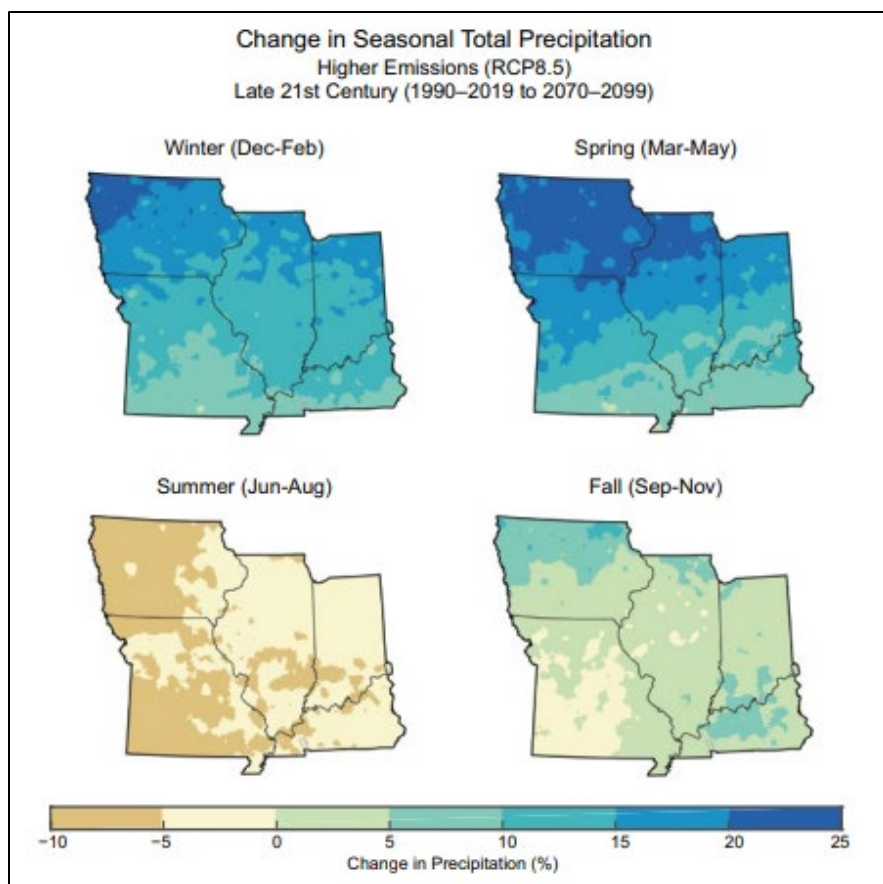 Change in Seasonal Total Precipitation
Higher Emissions (RCP8.5)
Late 21st Century (1990–2019 to 2070–2099)
Winter (Dec-Feb)
Spring (Mar-May)
Summer (Jun-Aug)
Fall (Sep-Nov)
−10 −5 0 5 10 15 20 25
Change in Precipitation (%)